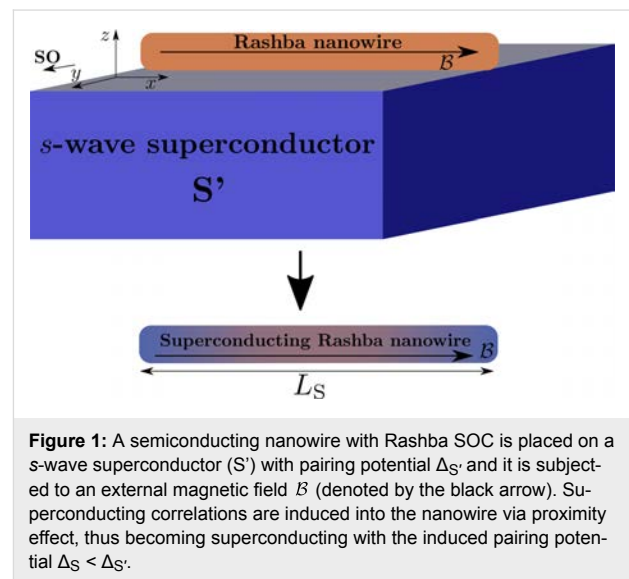 Rashba nanowire
ℬ
z
SO
y
x
s-wave superconductor
S'
Superconducting Rashba nanowire
ℬ
L_S
Figure 1: A semiconducting nanowire with Rashba SOC is placed on a
s-wave superconductor (S') with pairing potential Δ_S' and it is subject-
ed to an external magnetic field ℬ (denoted by the black arrow). Su-
perconducting correlations are induced into the nanowire via proximity
effect, thus becoming superconducting with the induced pairing poten-
tial Δ_S < Δ_S'.